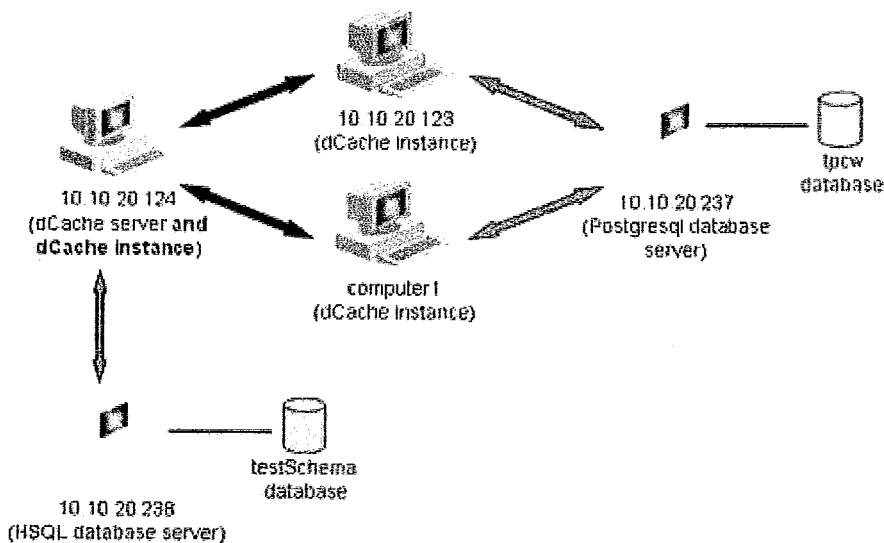 10.10.20.123
(dCache instance)
10.10.20.124
(dCache server and
dCache instance)
computer1
(dCache instance)
10.10.20.237
(Postgresql database
server)
tpcw
database
testSchema
database
10.10.20.238
(HSQL database server)